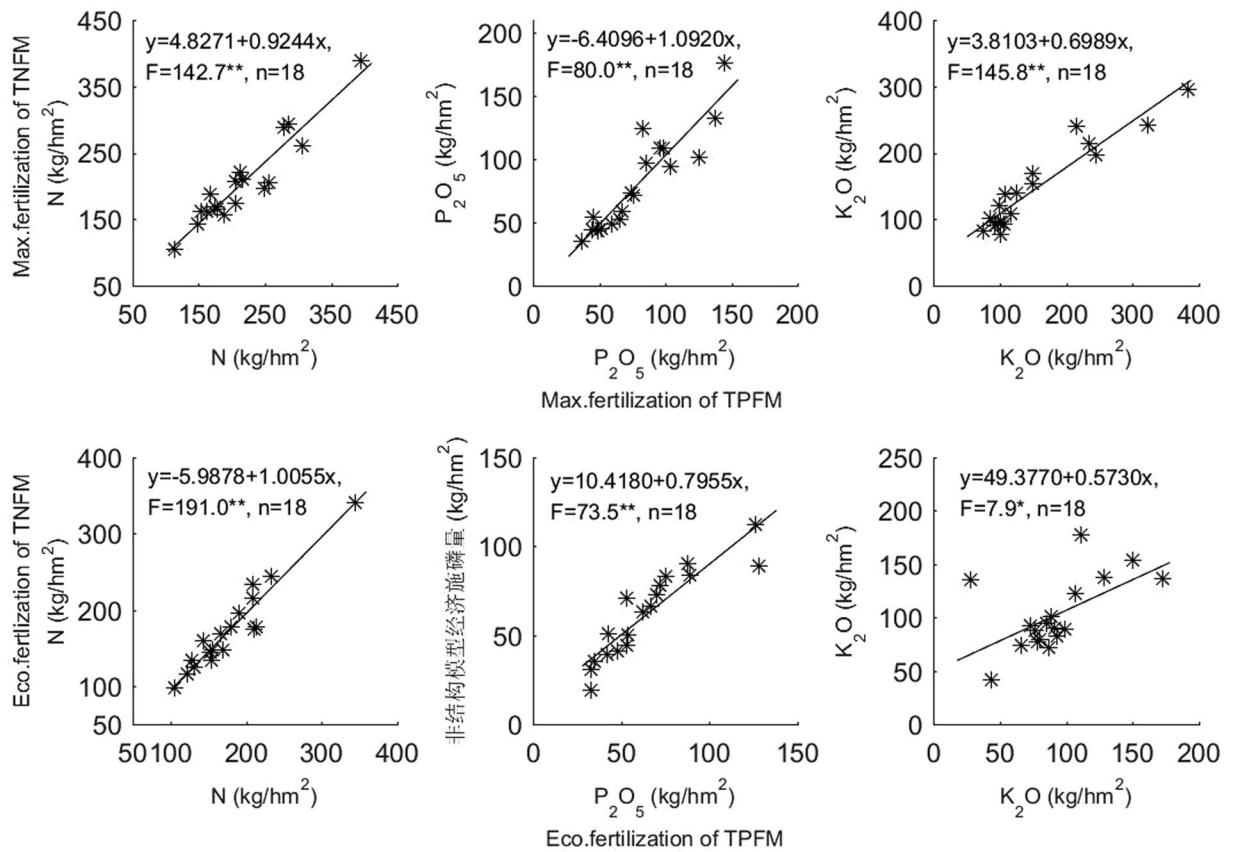 Max.fertilization of TNFM
N (kg/hm²)
450
350
250
150
50
y=4.8271+0.9244x,
F=142.7**, n=18
50 150 250 350 450
N (kg/hm²)
P₂O₅ (kg/hm²)
200
150
100
50
0
y=-6.4096+1.0920x,
F=80.0**, n=18
0 50 100 150 200
P₂O₅ (kg/hm²)
K₂O (kg/hm²)
400
300
200
100
0
y=3.8103+0.6989x,
F=145.8**, n=18
0 100 200 300 400
K₂O (kg/hm²)
Max.fertilization of TPFM
Eco.fertlization of TNFM
N (kg/hm²)
400
300
200
100
50
y=-5.9878+1.0055x,
F=191.0**, n=18
50 100 200 300 400
N (kg/hm²)
非结构模型经济施磷量 (kg/hm²)
150
100
50
0
y=10.4180+0.7955x,
F=73.5**, n=18
0 50 100 150
P₂O₅ (kg/hm²)
K₂O (kg/hm²)
250
200
150
100
50
0
y=49.3770+0.5730x,
F=7.9*, n=18
0 50 100 150 200
K₂O (kg/hm²)
Eco.fertilization of TPFM